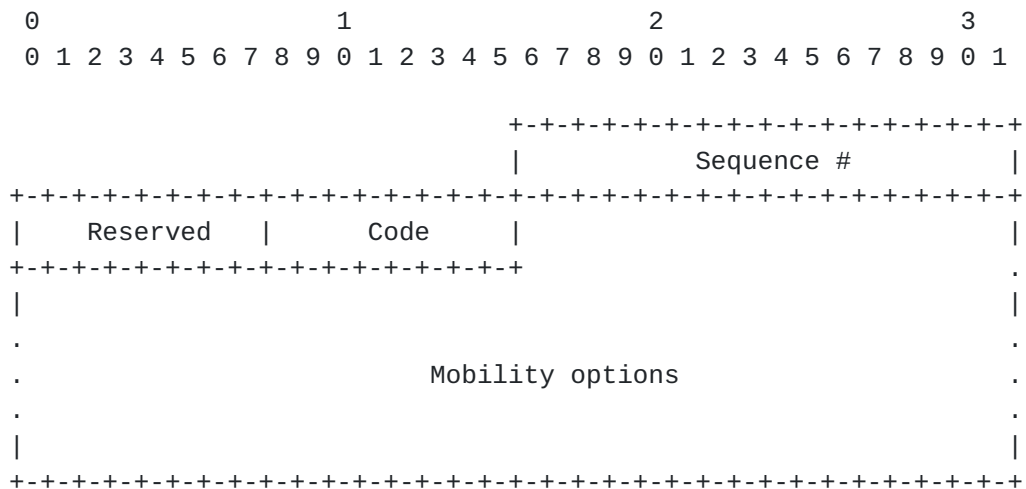 0                   1                   2                   3
 0 1 2 3 4 5 6 7 8 9 0 1 2 3 4 5 6 7 8 9 0 1 2 3 4 5 6 7 8 9 0 1

                                +-+-+-+-+-+-+-+-+-+-+-+-+-+-+-+-+
                                |           Sequence #          |
+-+-+-+-+-+-+-+-+-+-+-+-+-+-+-+-+-+-+-+-+-+-+-+-+-+-+-+-+-+-+-+-+
|    Reserved   |      Code     |                               |
+-+-+-+-+-+-+-+-+-+-+-+-+-+-+-+-+                               .
|                                                               |
.                                                               .
.                          Mobility options                     .
.                                                               .
|                                                               |
+-+-+-+-+-+-+-+-+-+-+-+-+-+-+-+-+-+-+-+-+-+-+-+-+-+-+-+-+-+-+-+-+